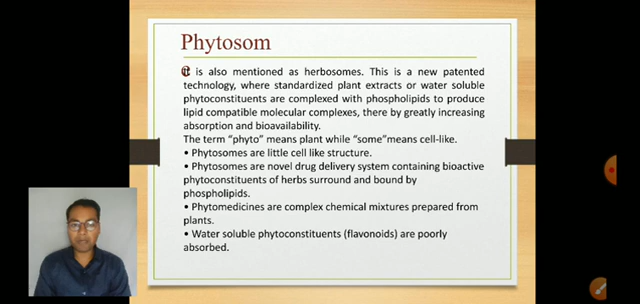 Phytosom
It is also mentioned as herbosomes. This is a new patented
technology, where standardized plant extracts or water soluble
phytoconstituents are complexed with phospholipids to produce
lipid compatible molecular complexes, there by greatly increasing
absorption and bioavailability.
The term "phyto" means plant while "some"means cell-like.
• Phytosomes are little cell like structure.
• Phytosomes are novel drug delivery system containing bioactive
phytoconstituents of herbs surround and bound by
phospholipids.
• Phytomedicines are complex chemical mixtures prepared from
plants.
• Water soluble phytoconstituents (flavonoids) are poorly
absorbed.